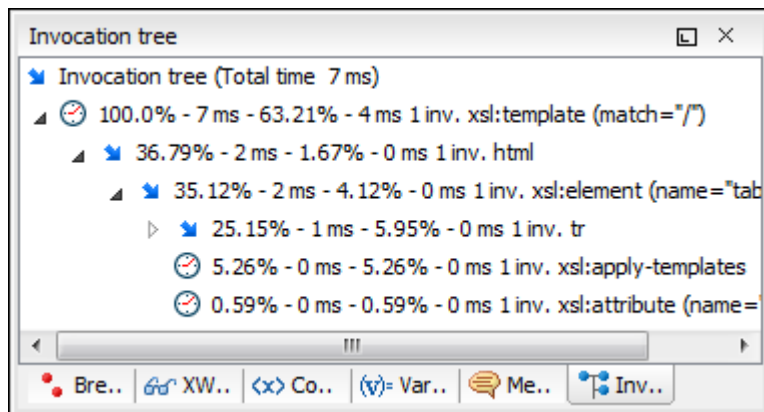 Invocation tree
Invocation tree (Total time 7 ms)
100.0% - 7 ms - 63.21% - 4 ms 1 inv. xsl:template (match="/")
36.79% - 2 ms - 1.67% - 0 ms 1 inv. html
35.12% - 2 ms - 4.12% - 0 ms 1 inv. xsl:element (name="tab
25.15% - 1 ms - 5.95% - 0 ms 1 inv. tr
5.26% - 0 ms - 5.26% - 0 ms 1 inv. xsl:apply-templates
0.59% - 0 ms - 0.59% - 0 ms 1 inv. xsl:attribute (name="
Bre.. XW.. <x> Co.. (v)= Var.. Me.. Inv..